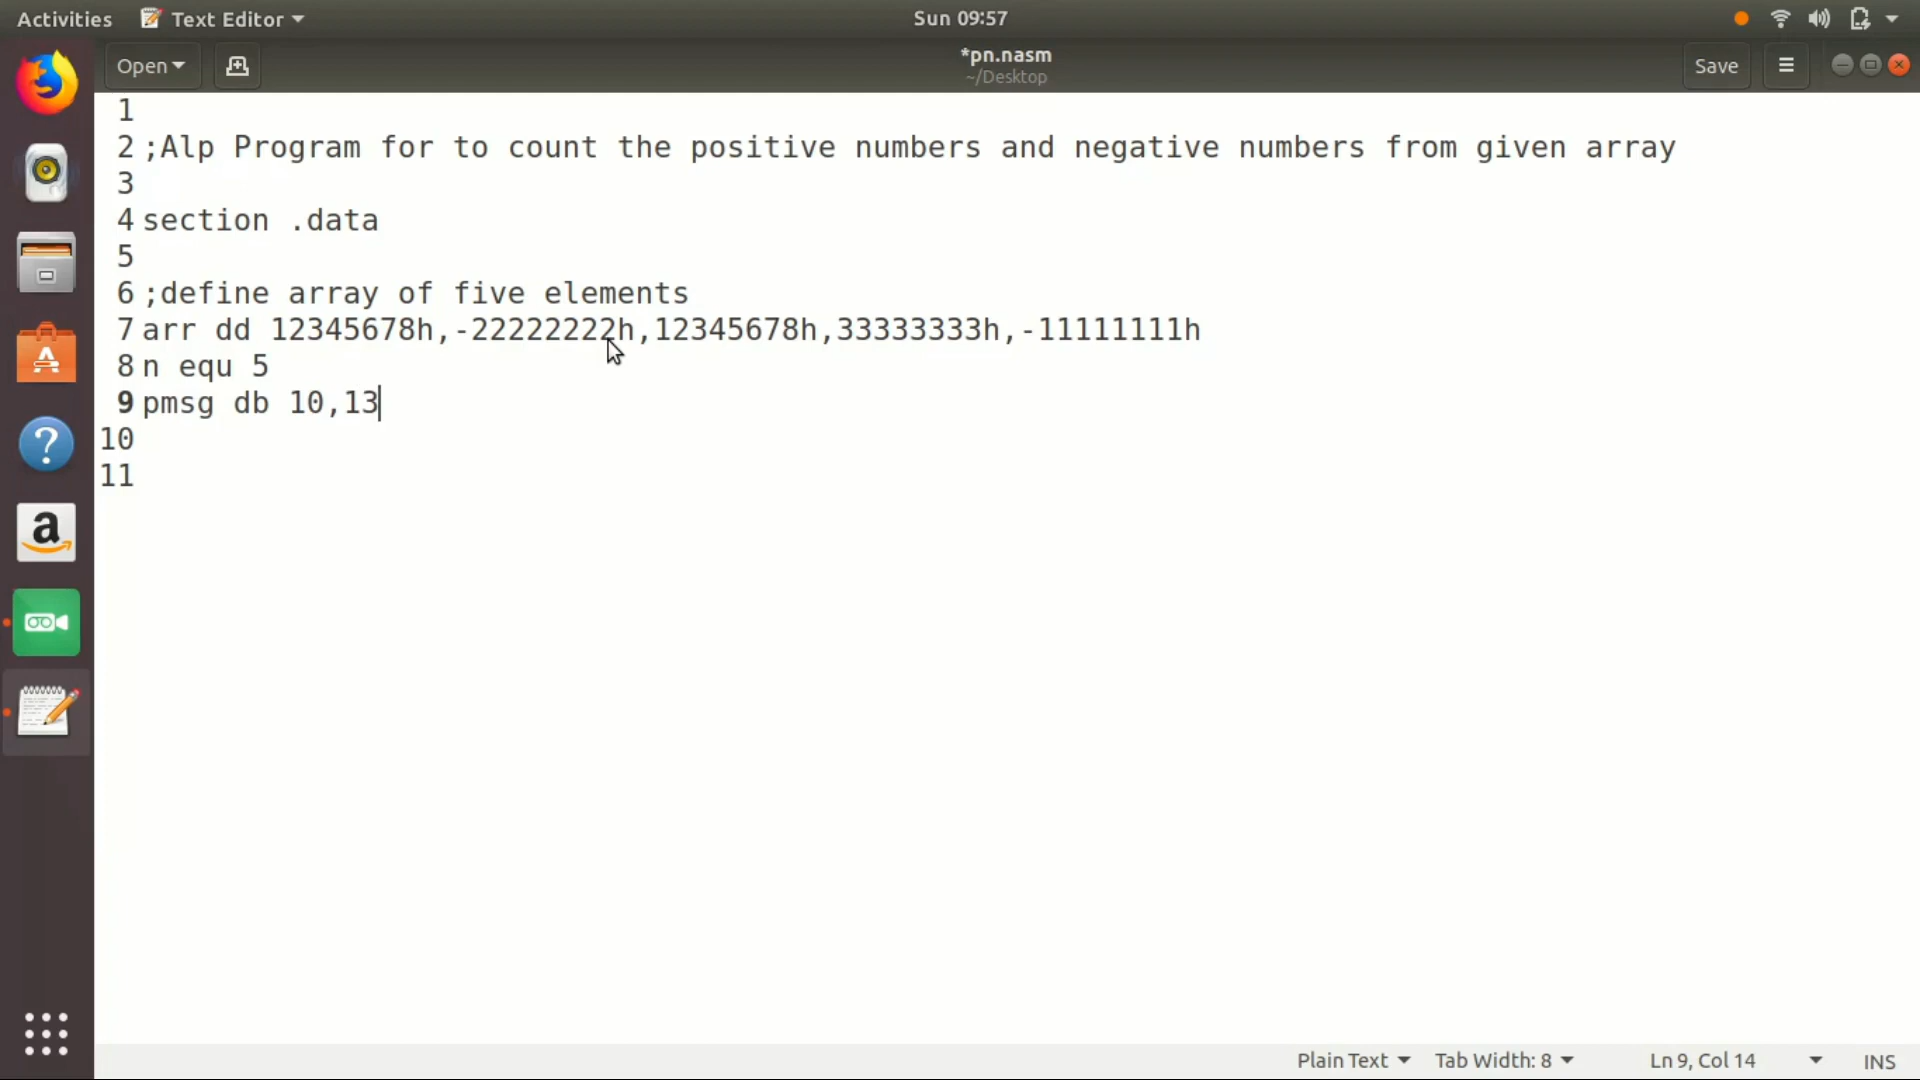 Activities Text Editor Sun 09:57
Open *pn.nasm Save
~/Desktop
1
2 ;Alp Program for to count the positive numbers and negative numbers from given array
3
4 section .data
5
6 ;define array of five elements
7 arr dd 12345678h,-22222222h,12345678h,33333333h,-11111111h
8 n equ 5
9 pmsg db 10,13
10
11
Plain Text Tab Width: 8 Ln 9, Col 14 INS